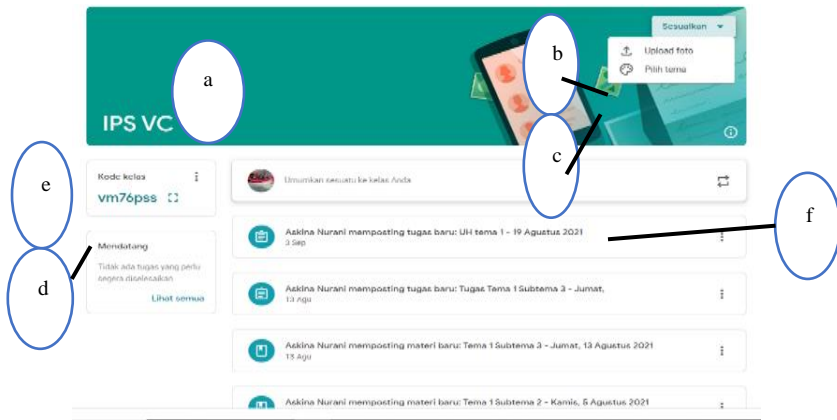 Sesuaikan
Upload foto
Pilih tema
a
b
c
IPS VC
e
Kode kelas
vm76pss
Umumkan sesuatu ke kelas Anda
f
d
Mendatang
Tidak ada tugas yang perlu
segera diselesaikan
Lihat semua
Askina Nurani memposting tugas baru: UH tema 1 - 19 Agustus 2021
3 Sep
Askina Nurani memposting tugas baru: Tugas Tema 1 Subtema 3 - Jumat,
13 Agu
Askina Nurani memposting materi baru: Tema 1 Subtema 3 - Jumat, 13 Agustus 2021
13 Agu
Askina Nurani memposting materi baru: Tema 1 Subtema 2 - Kamis, 5 Agustus 2021